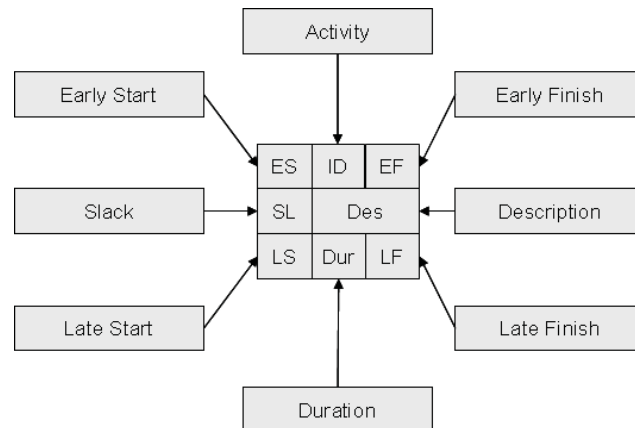 Activity
Early Start
Early Finish
ES ID EF
Slack
SL Des
Description
LS Dur LF
Late Start
Late Finish
Duration